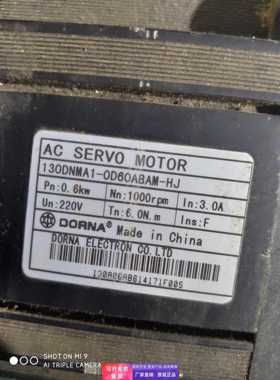 AC SERVO MOTOR
130DNMA1-0D60ABAM-HJ
Pn:0.6kw Nn:1000rpm In:3.0A
Un:220V Tn:6.0N.m Ins:F
DORNA® Made in China
DORNA ELECTRON CO.LTD
130A06AB614171F005
SHOT ON MI 9
AI TRIPLE CAMERA